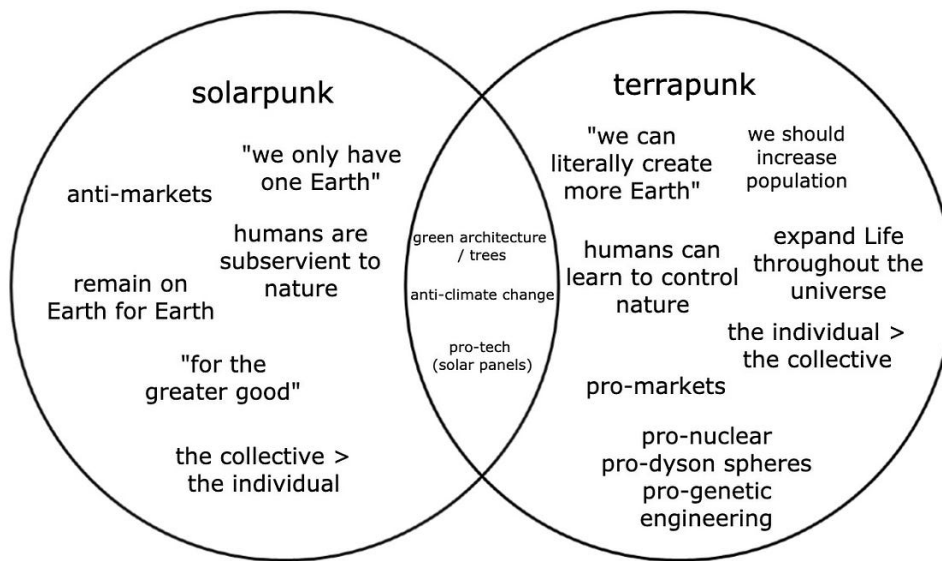 solarpunk
"we only have
one Earth"
anti-markets
humans are
subservient to
nature
remain on
Earth for Earth
"for the
greater good"
the collective >
the individual
green architecture
/ trees
anti-climate change
pro-tech
(solar panels)
terrapunk
"we can
literally create
more Earth"
we should
increase
population
humans can
learn to control
nature
expand Life
throughout the
universe
the individual >
the collective
pro-markets
pro-nuclear
pro-dyson spheres
pro-genetic
engineering